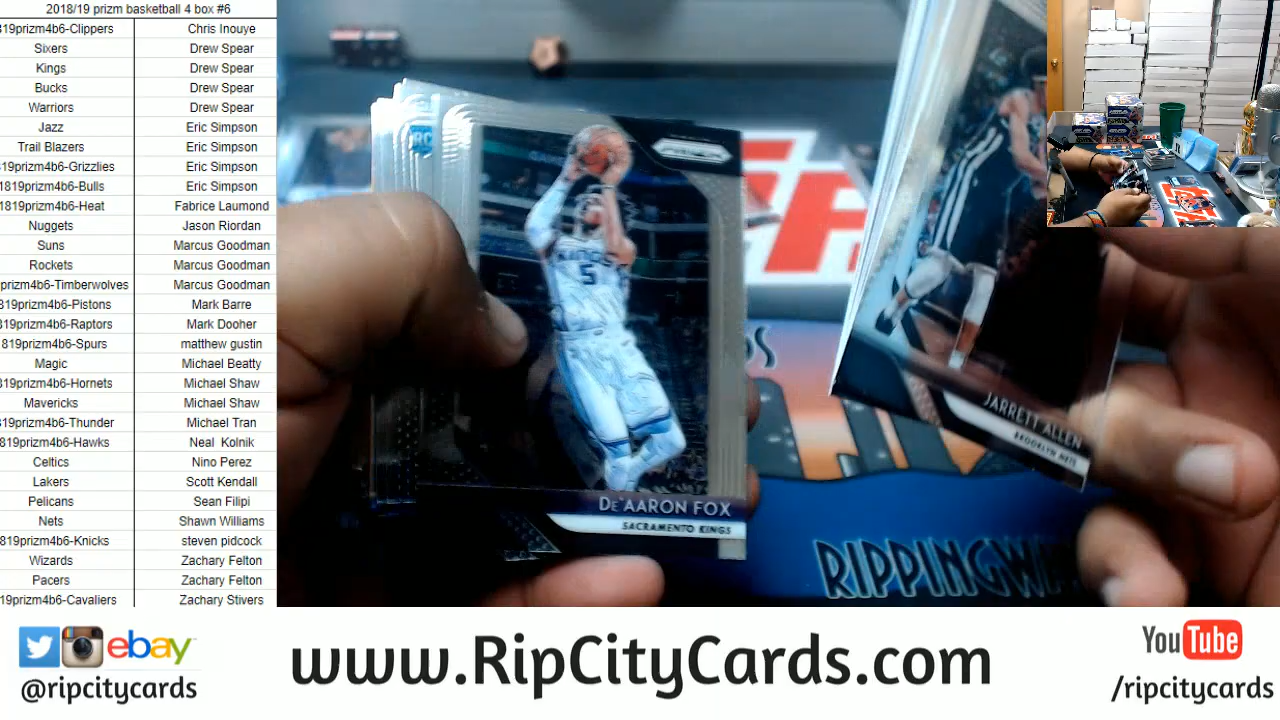 2018/19 prizm basketball 4 box #6
819prizm4b6-Clippers Chris Inouye
Sixers Drew Spear
Kings Drew Spear
Bucks Drew Spear
Warriors Drew Spear
Jazz Eric Simpson
Trail Blazers Eric Simpson
819prizm4b6-Grizzlies Eric Simpson
1819prizm4b6-Bulls Eric Simpson
1819prizm4b6-Heat Fabrice Laumond
Nuggets Jason Riordan
Suns Marcus Goodman
Rockets Marcus Goodman
prizm4b6-Timberwolves Marcus Goodman
819prizm4b6-Pistons Mark Barre
819prizm4b6-Raptors Mark Dooher
819prizm4b6-Spurs matthew gustin
Magic Michael Beatty
819prizm4b6-Hornets Michael Shaw
Mavericks Michael Shaw
819prizm4b6-Thunder Michael Tran
819prizm4b6-Hawks Neal Kolnik
Celtics Nino Perez
Lakers Scott Kendall
Pelicans Sean Filipi
Nets Shawn Williams
819prizm4b6-Knicks steven pidcock
Wizards Zachary Felton
Pacers Zachary Felton
19prizm4b6-Cavaliers Zachary Stivers
RC
PRIZM
KINGS
5
De'Aaron Fox
Sacramento Kings
Jarrett Allen
Brooklyn Nets
ebay
@ripcitycards
www.RipCityCards.com
YouTube
/ripcitycards